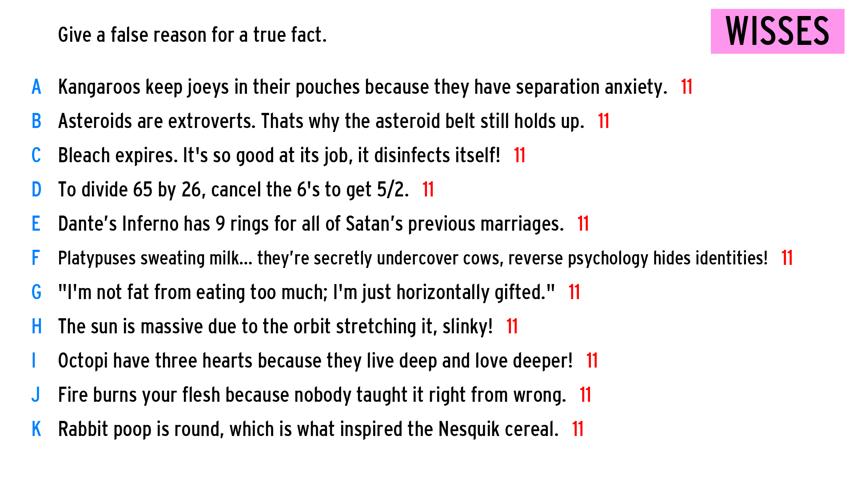 Give a false reason for a true fact.
WISSES
A Kangaroos keep joeys in their pouches because they have separation anxiety. 11
B Asteroids are extroverts. Thats why the asteroid belt still holds up. 11
C Bleach expires. It's so good at its job, it disinfects itself! 11
D To divide 65 by 26, cancel the 6's to get 5/2. 11
E Dante’s Inferno has 9 rings for all of Satan’s previous marriages. 11
F Platypuses sweating milk... they’re secretly undercover cows, reverse psychology hides identities! 11
G "I'm not fat from eating too much; I'm just horizontally gifted." 11
H The sun is massive due to the orbit stretching it, slinky! 11
I Octopi have three hearts because they live deep and love deeper! 11
J Fire burns your flesh because nobody taught it right from wrong. 11
K Rabbit poop is round, which is what inspired the Nesquik cereal. 11